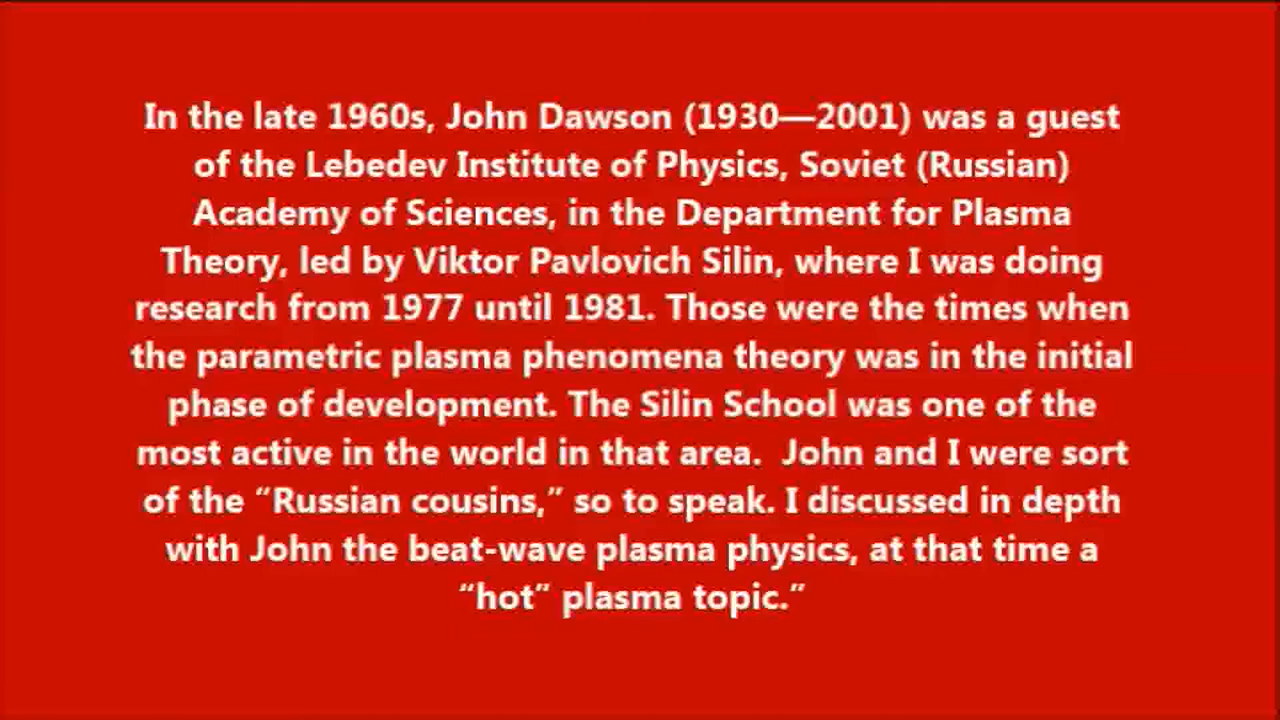 In the late 1960s, John Dawson (1930—2001) was a guest
of the Lebedev Institute of Physics, Soviet (Russian)
Academy of Sciences, in the Department for Plasma
Theory, led by Viktor Pavlovich Silin, where I was doing
research from 1977 until 1981. Those were the times when
the parametric plasma phenomena theory was in the initial
phase of development. The Silin School was one of the
most active in the world in that area.  John and I were sort
of the “Russian cousins,” so to speak. I discussed in depth
with John the beat-wave plasma physics, at that time a
“hot” plasma topic.”